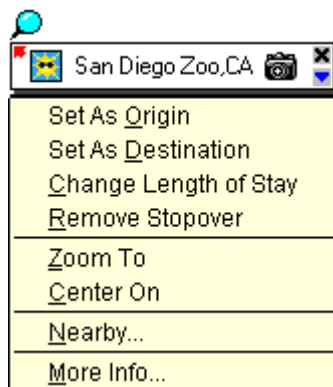 San Diego Zoo,CA
Set As Origin
Set As Destination
Change Length of Stay
Remove Stopover
Zoom To
Center On
Nearby...
More Info...